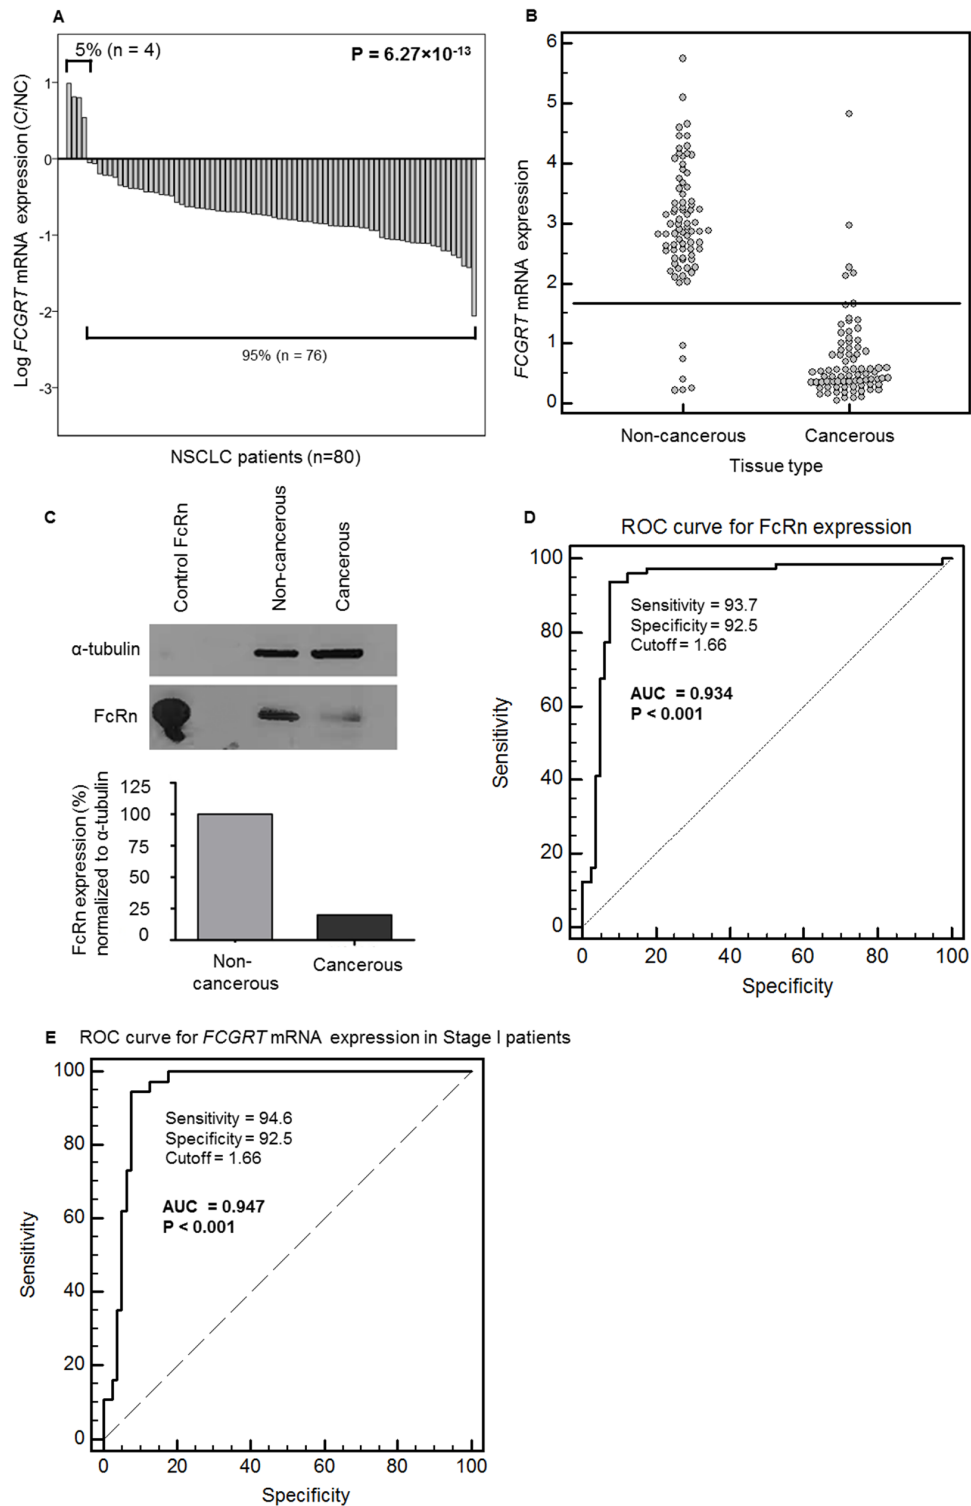 A
5% (n = 4)
P = 6.27×10-13
Log FCGRT mRNA expression (C/NC)
1
0
-1
-2
-3
95% (n = 76)
NSCLC patients (n=80)
B
FCGRT mRNA expression
6
5
4
3
2
1
0
Non-cancerous
Cancerous
Tissue type
C
Control FcRn
Non-cancerous
Cancerous
α-tubulin
FcRn
FcRn expression (%)
normalized to α-tubulin
125
100
75
50
25
0
Non-
cancerous
Cancerous
D
ROC curve for FcRn expression
Sensitivity
100
80
60
40
20
0
Sensitivity = 93.7
Specificity = 92.5
Cutoff = 1.66
AUC = 0.934
P < 0.001
0 20 40 60 80 100
Specificity
E
ROC curve for FCGRT mRNA expression in Stage I patients
Sensitivity
100
80
60
40
20
0
Sensitivity = 94.6
Specificity = 92.5
Cutoff = 1.66
AUC = 0.947
P < 0.001
0 20 40 60 80 100
Specificity